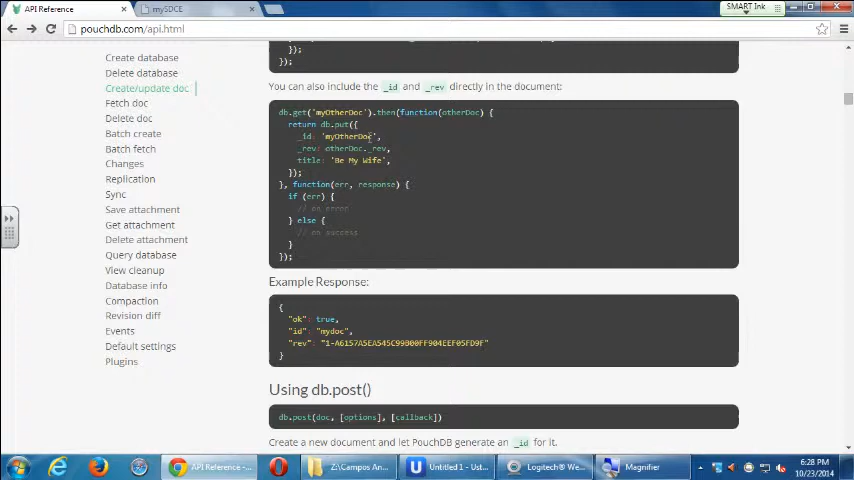 API Reference
mySDCE
SMART Ink
pouchdb.com/api.html
Create database
Delete database
Create/update doc
Fetch doc
Delete doc
Batch create
Batch fetch
Changes
Replication
Sync
Save attachment
Get attachment
Delete attachment
Query database
View cleanup
Database info
Compaction
Revision diff
Events
Default settings
Plugins
});
});
You can also include the _id and _rev directly in the document:
db.get('myOtherDoc').then(function(otherDoc) {
return db.put({
_id: 'myOtherDoc',
_rev: otherDoc._rev,
title: 'Be My Wife',
});
}, function(err, response) {
if (err) {
// on error
} else {
// on success
}
});
Example Response:
{
"ok": true,
"id": "mydoc",
"rev": "1-A6157A5EA545C99B00FF904EEF05FD9F"
}
Using db.post()
db.post(doc, [options], [callback])
Create a new document and let PouchDB generate an _id for it.
API Reference - ...
Z:\Campos An...
Untitled 1 - Ust...
Logitech® We...
Magnifier
6:28 PM
10/23/2014